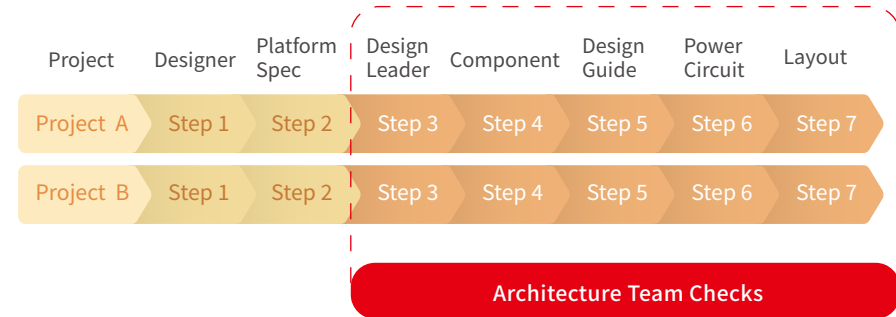 Project
Designer
Platform
Spec
Design
Leader
Component
Design
Guide
Power
Circuit
Layout
Project A
Step 1
Step 2
Step 3
Step 4
Step 5
Step 6
Step 7
Project B
Step 1
Step 2
Step 3
Step 4
Step 5
Step 6
Step 7
Architecture Team Checks